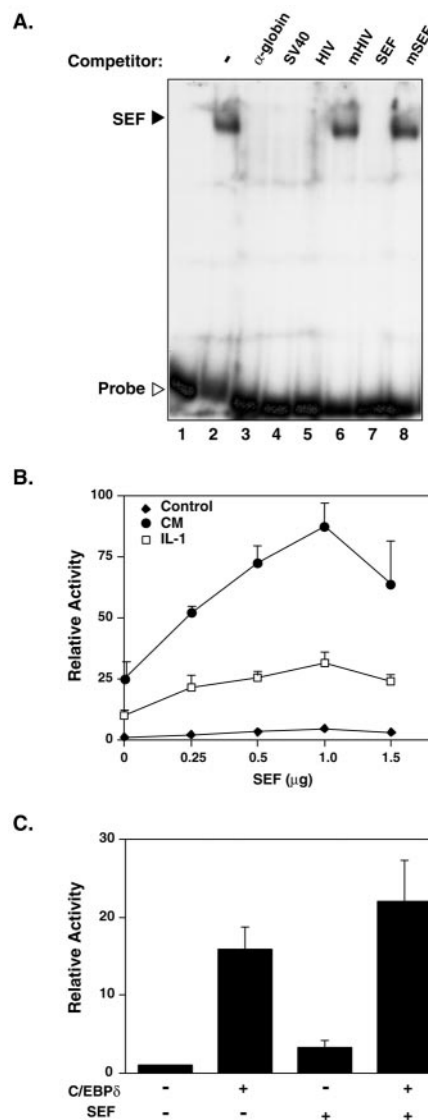 A.
Competitor: - α-globin SV40 HIV mHIV SEF mSEF
SEF
Probe
1 2 3 4 5 6 7 8
B.
100
75
50
25
0
Relative Activity
Control
CM
IL-1
0 0.25 0.5 1.0 1.5
SEF (μg)
C.
30
20
10
0
Relative Activity
C/EBPδ - + - +
SEF - - + +